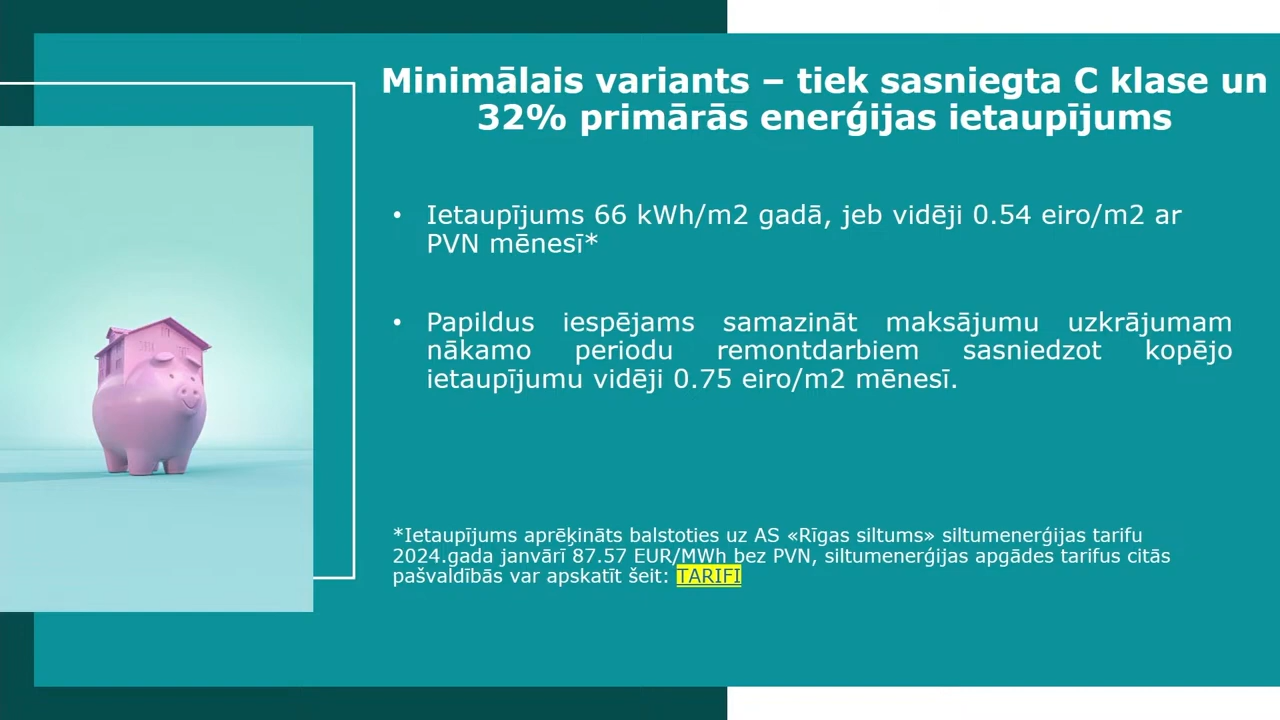 Minimālais variants – tiek sasniegta C klase un
32% primārās enerģijas ietaupījums
• Ietaupījums 66 kWh/m2 gadā, jeb vidēji 0.54 eiro/m2 ar
PVN mēnesī*
• Papildus iespējams samazināt maksājumu uzkrājumam
nākamo periodu remontdarbiem sasniedzot kopējo
ietaupījumu vidēji 0.75 eiro/m2 mēnesī.
*Ietaupījums aprēķināts balstoties uz AS «Rīgas siltums» siltumenerģijas tarifu
2024.gada janvārī 87.57 EUR/MWh bez PVN, siltumenerģijas apgādes tarifus citās
pašvaldībās var apskatīt šeit: TARIFI